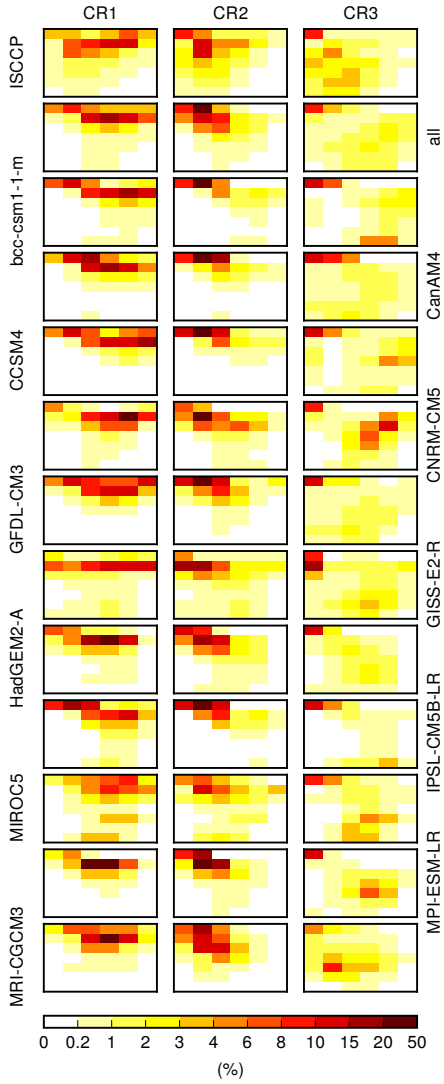 CR1 CR2 CR3
ISCCP
all
bcc-csm1-1-m
CanAM4
CCSM4
CNRM-CM5
GFDL-CM3
GISS-E2-R
HadGEM2-A
IPSL-CM5B-LR
MIROC5
MPI-ESM-LR
MRI-CGCM3
0 0.2 1 2 3 4 6 8 10 15 20 50
(%)